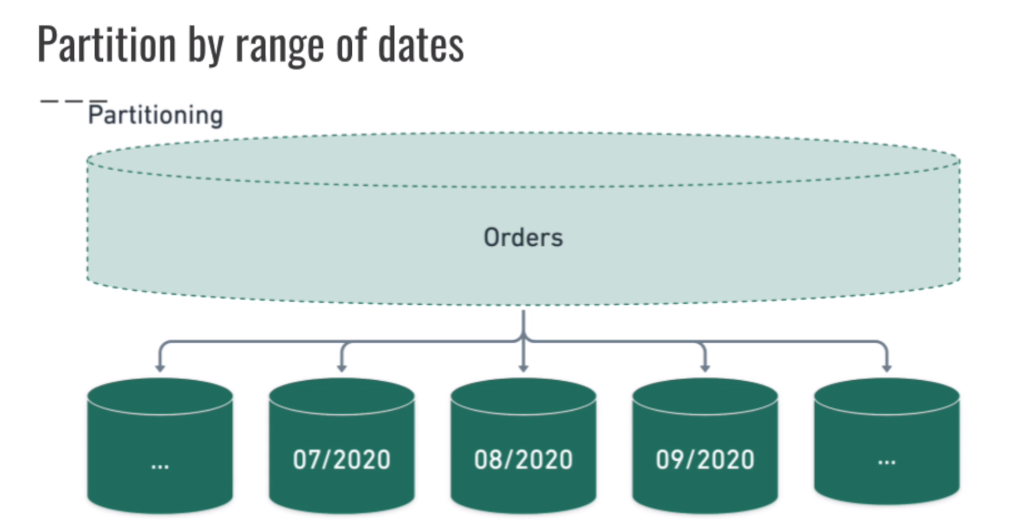 Partition by range of dates
Partitioning
Orders
...
07/2020
08/2020
09/2020
...